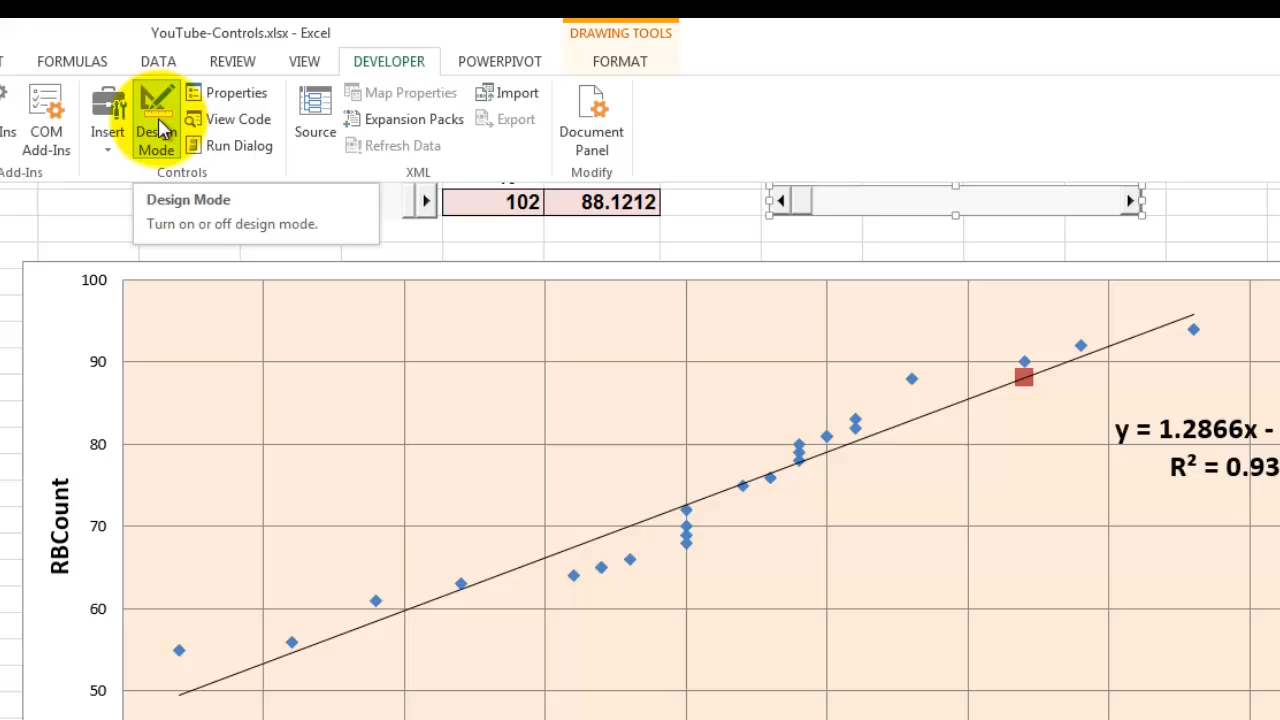 YouTube-Controls.xlsx - Excel
DRAWING TOOLS
FORMULAS DATA REVIEW VIEW DEVELOPER POWERPIVOT FORMAT
Properties
Map Properties
Import
View Code
Expansion Packs
Export
Run Dialog
Refresh Data
COM
Add-Ins
Insert
Design
Mode
Source
Document
Panel
Controls
XML
Modify
Design Mode
Turn on or off design mode.
102 88.1212
100
90
80
70
60
50
RBCount
y = 1.2866x -
R² = 0.93